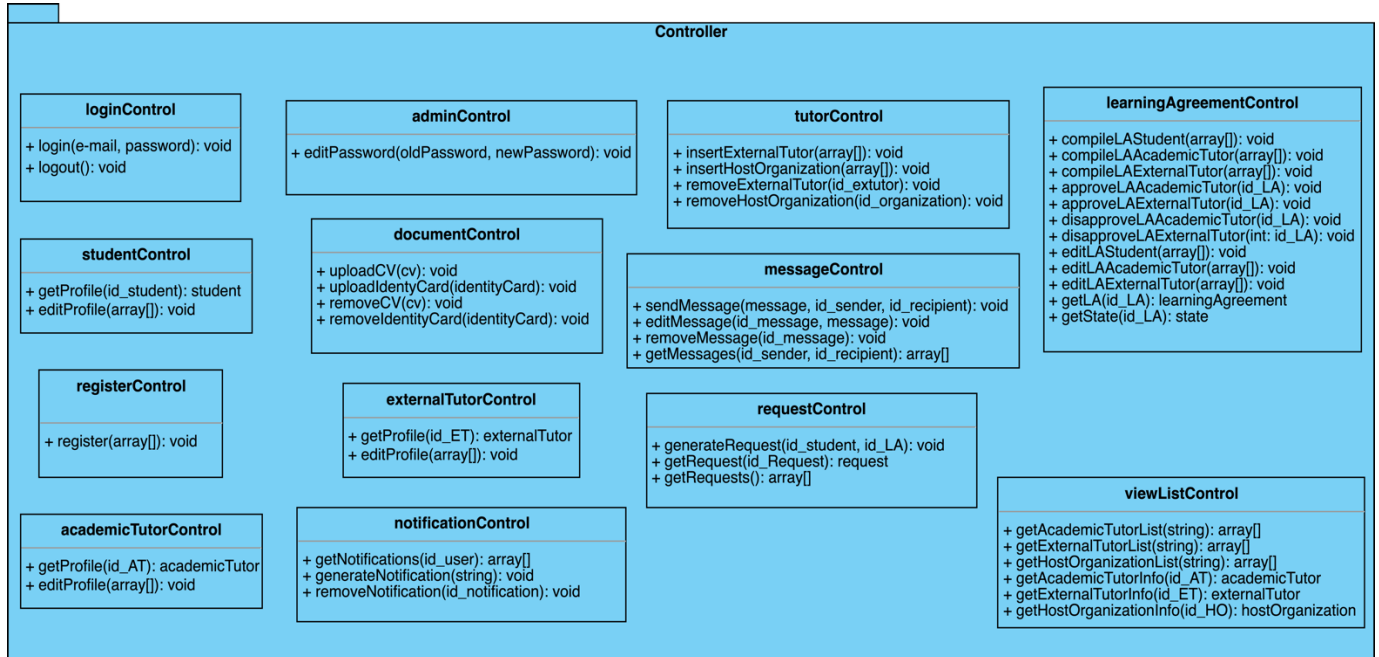 Controller
loginControl
+ login(e-mail, password): void
+ logout(): void
adminControl
+ editPassword(oldPassword, newPassword): void
tutorControl
+ insertExternalTutor(array[]): void
+ insertHostOrganization(array[]): void
+ removeExternalTutor(id_extutor): void
+ removeHostOrganization(id_organization): void
learningAgreementControl
+ compileLAStudent(array[]): void
+ compileLAAcademicTutor(array[]): void
+ compileLAExternalTutor(array[]): void
+ approveLAAcademicTutor(id_LA): void
+ approveLAExternalTutor(id_LA): void
+ disapproveLAAcademicTutor(id_LA): void
+ disapproveLAExternalTutor(int: id_LA): void
+ editLAStudent(array[]): void
+ editLAAcademicTutor(array[]): void
+ editLAExternalTutor(array[]): void
+ getLA(id_LA): learningAgreement
+ getState(id_LA): state
studentControl
+ getProfile(id_student): student
+ editProfile(array[]): void
documentControl
+ uploadCV(cv): void
+ uploadIdentyCard(identityCard): void
+ removeCV(cv): void
+ removeIdentityCard(identityCard): void
messageControl
+ sendMessage(message, id_sender, id_recipient): void
+ editMessage(id_message, message): void
+ removeMessage(id_message): void
+ getMessages(id_sender, id_recipient): array[]
registerControl
+ register(array[]): void
externalTutorControl
+ getProfile(id_ET): externalTutor
+ editProfile(array[]): void
requestControl
+ generateRequest(id_student, id_LA): void
+ getRequest(id_Request): request
+ getRequests(): array[]
academicTutorControl
+ getProfile(id_AT): academicTutor
+ editProfile(array[]): void
notificationControl
+ getNotifications(id_user): array[]
+ generateNotification(string): void
+ removeNotification(id_notification): void
viewListControl
+ getAcademicTutorList(string): array[]
+ getExternalTutorList(string): array[]
+ getHostOrganizationList(string): array[]
+ getAcademicTutorInfo(id_AT): academicTutor
+ getExternalTutorInfo(id_ET): externalTutor
+ getHostOrganizationInfo(id_HO): hostOrganization